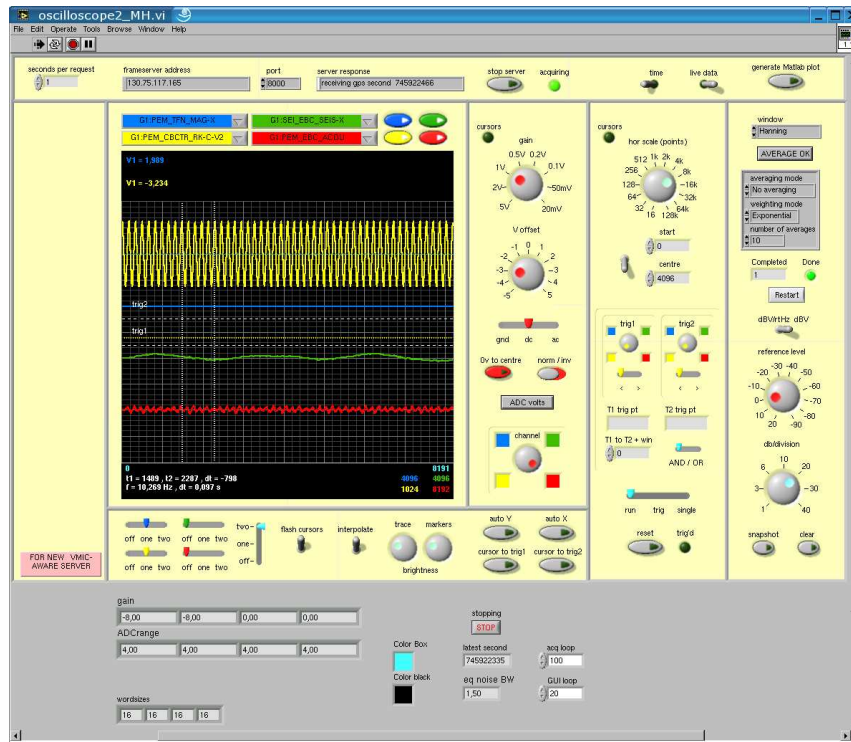 oscilloscope2_MH.vi
File Edit Operate Tools Browse Window Help
seconds per request
1
frameserver address
130.75.117.165
port
8000
server response
receiving gps second 745922466
stop server
acquiring
time
live data
generate Matlab plot
G1:PEM_TFN_MAG-X
G1:SEI_EBC_SEIS-X
G1:PEM_CBCTR_RK-C-V2
G1:PEM_EBC_ACOU
V1 = 1,989
V1 = -3,234
trig2
trig1
0 8191
t1 = 1489 , t2 = 2287 , dt = -798 4096 4096
f = 10,269 Hz , dt = 0,097 s 1024 8192
cursors
gain
0.5V 0.2V
1V 0.1V
2V 50mV
5V 20mV
V offset
-1 0 1
-2 2
-3 3
-4 4
-5 5
gnd dc ac
0v to centre
norm / inv
ADC volts
channel
cursors
hor scale (points)
512 1k 2k 4k
256 8k
128 16k
64 32k
32 16 128k 64k
start
0
centre
4096
trig1
trig2
< > < >
T1 trig pt
T2 trig pt
T1 to T2 + win
0
AND / OR
run trig single
reset
trig'd
window
Hanning
AVERAGE OK
averaging mode
No averaging
weighting mode
Exponential
number of averages
10
Completed
1
Done
Restart
dBV/rtHz dBV
reference level
-30 -40
-20 -50
-10 -60
0 -70
10 -80
20 -90
db/division
10
6 20
3 30
1 40
snapshot
clear
FOR NEW VMIC-
AWARE SERVER
off one two
off one two
off one two
off one two
two
one
off
flash cursors
interpolate
trace
markers
brightness
auto Y
auto X
cursor to trig1
cursor to trig2
gain
-8,00 -6,00 0,00 0,00
ADCrange
4,00 4,00 4,00 4,00
wordsizes
16 16 16 16
Color Box
Color black
stopping
STOP
latest second
745922335
eq noise BW
1,50
acq loop
100
GUI loop
20